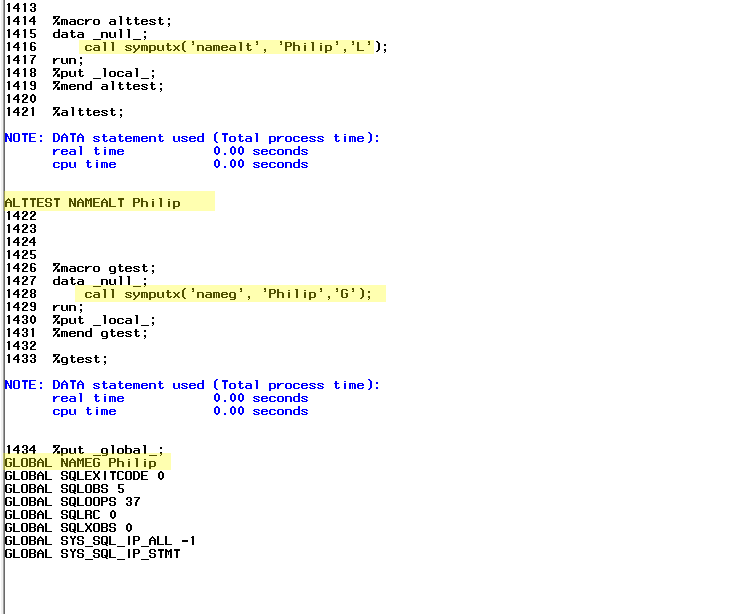 1413
1414 %macro alttest;
1415 data _null_;
1416 call symputx('namealt', 'Philip','L');
1417 run;
1418 %put _local_;
1419 %mend alttest;
1420
1421 %alttest;
NOTE: DATA statement used (Total process time):
real time 0.00 seconds
cpu time 0.00 seconds
ALTTEST NAMEALT Philip
1422
1423
1424
1425
1426 %macro gtest;
1427 data _null_;
1428 call symputx('nameg', 'Philip','G');
1429 run;
1430 %put _local_;
1431 %mend gtest;
1432
1433 %gtest;
NOTE: DATA statement used (Total process time):
real time 0.00 seconds
cpu time 0.00 seconds
1434 %put _global_;
GLOBAL NAMEG Philip
GLOBAL SQLEXITCODE 0
GLOBAL SQLOBS 5
GLOBAL SQLOOPS 37
GLOBAL SQLRC 0
GLOBAL SQLXOBS 0
GLOBAL SYS_SQL_IP_ALL -1
GLOBAL SYS_SQL_IP_STMT